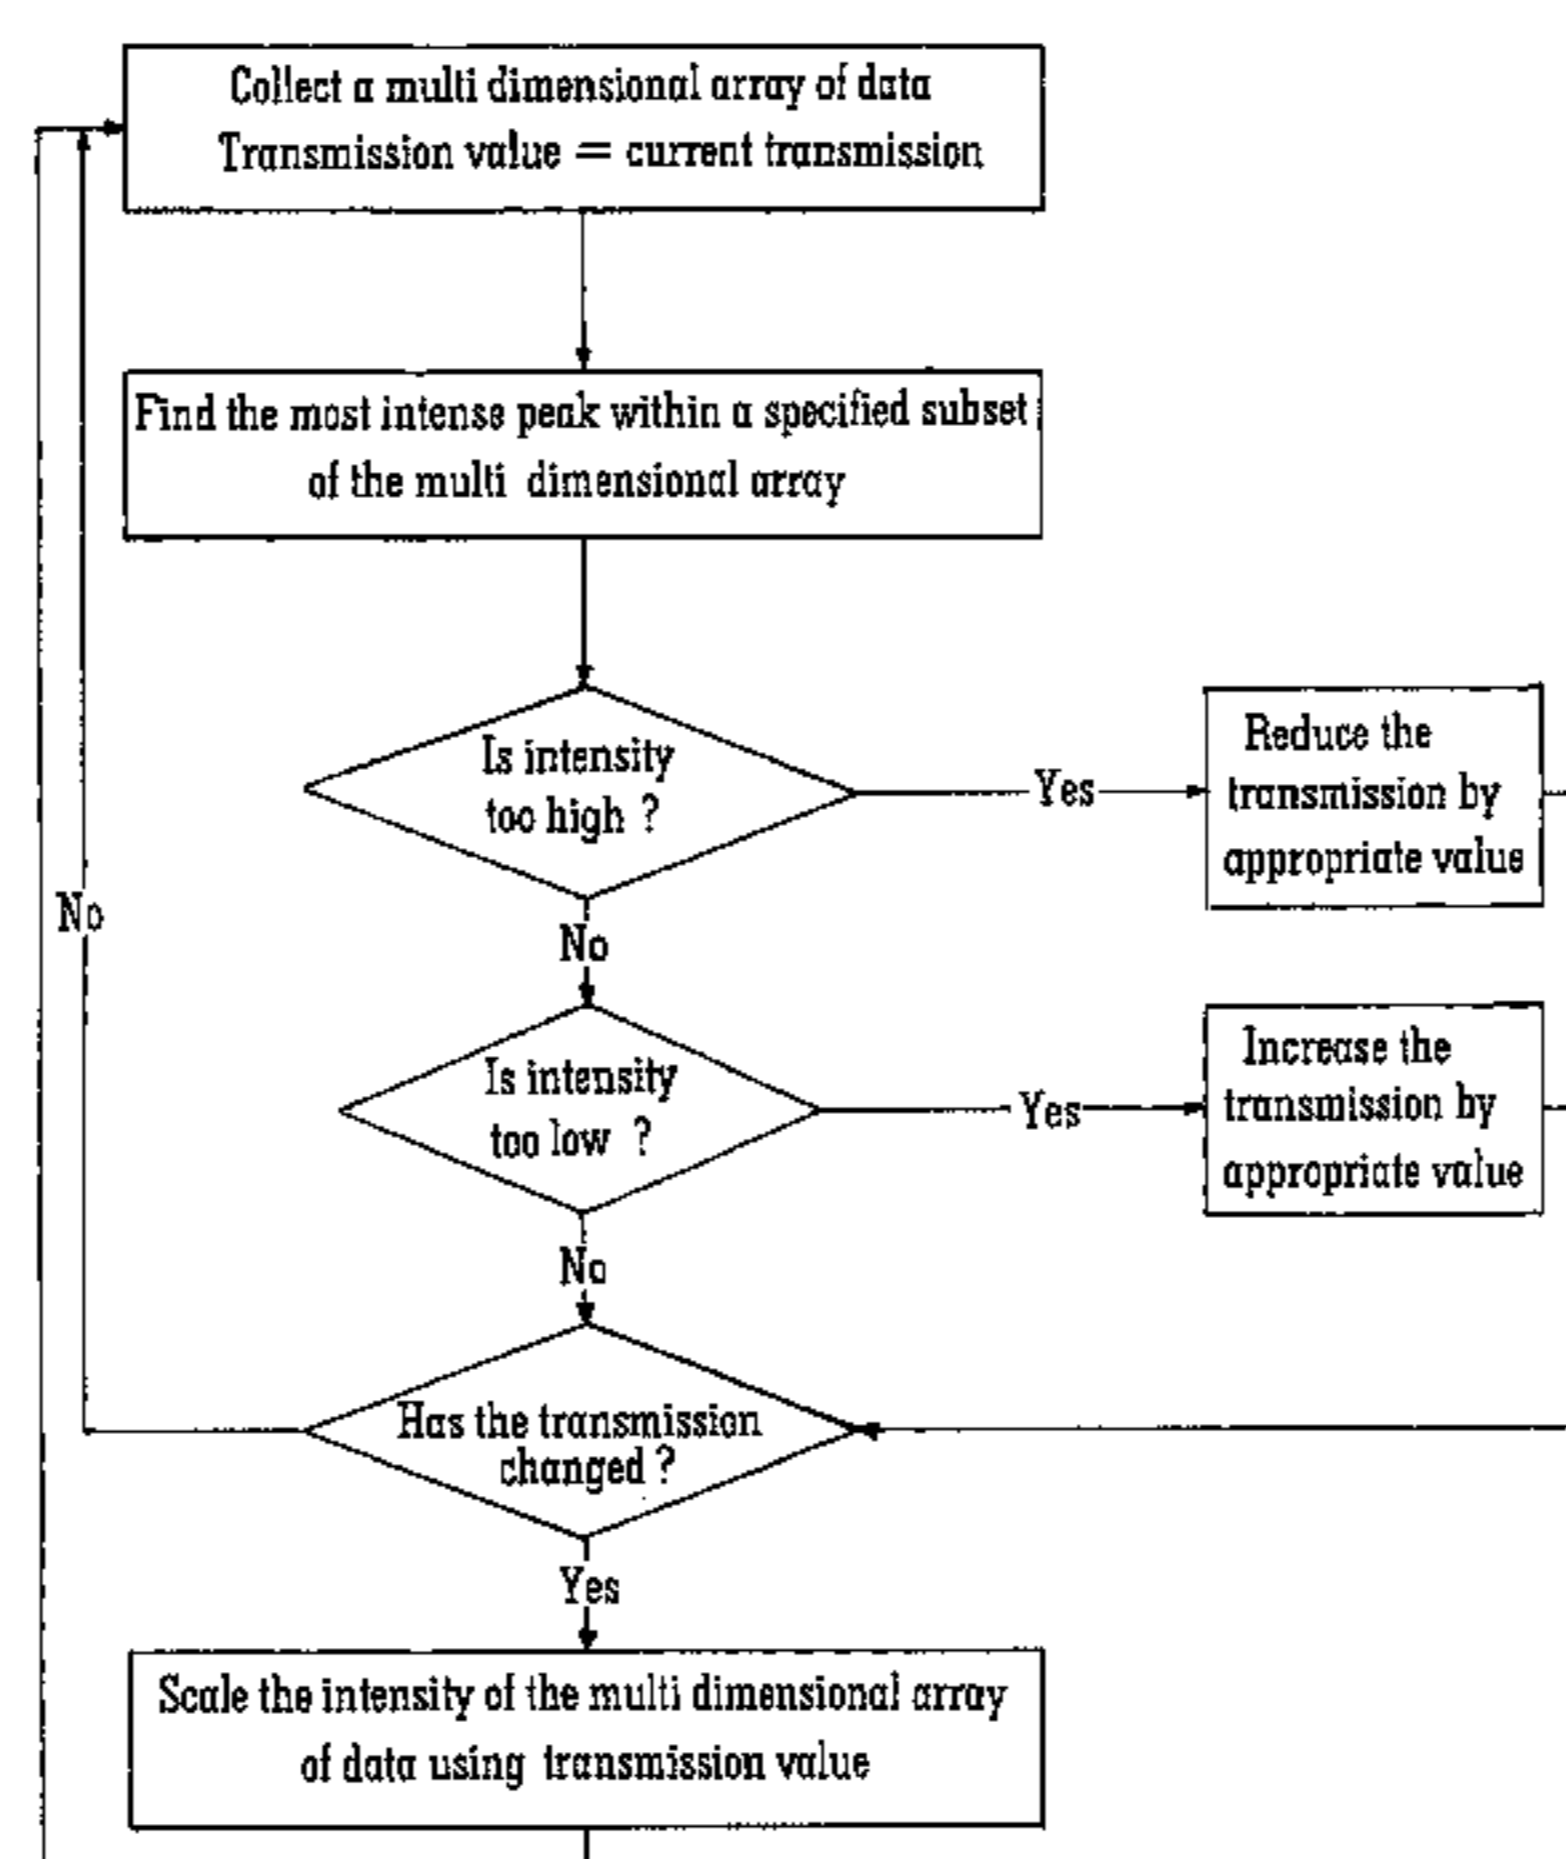 Collect a multi dimensional array of data
Transmission value = current transmission
Find the most intense peak within a specified subset
of the multi dimensional array
Is intensity
too high ?
Yes
Reduce the
transmission by
appropriate value
No
No
Is intensity
too low ?
Yes
Increase the
transmission by
appropriate value
No
Has the transmission
changed ?
Yes
Scale the intensity of the multi dimensional array
of data using transmission value